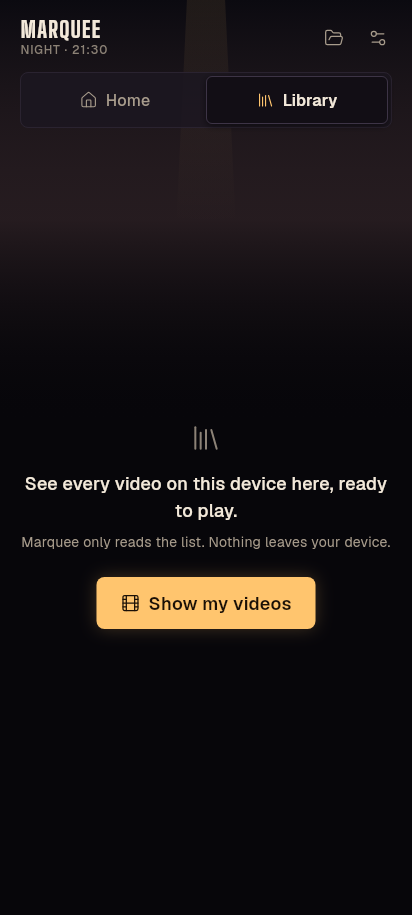 MARQUEE
NIGHT · 21:30
Home
Library
See every video on this device here, ready
to play.
Marquee only reads the list. Nothing leaves your device.
Show my videos